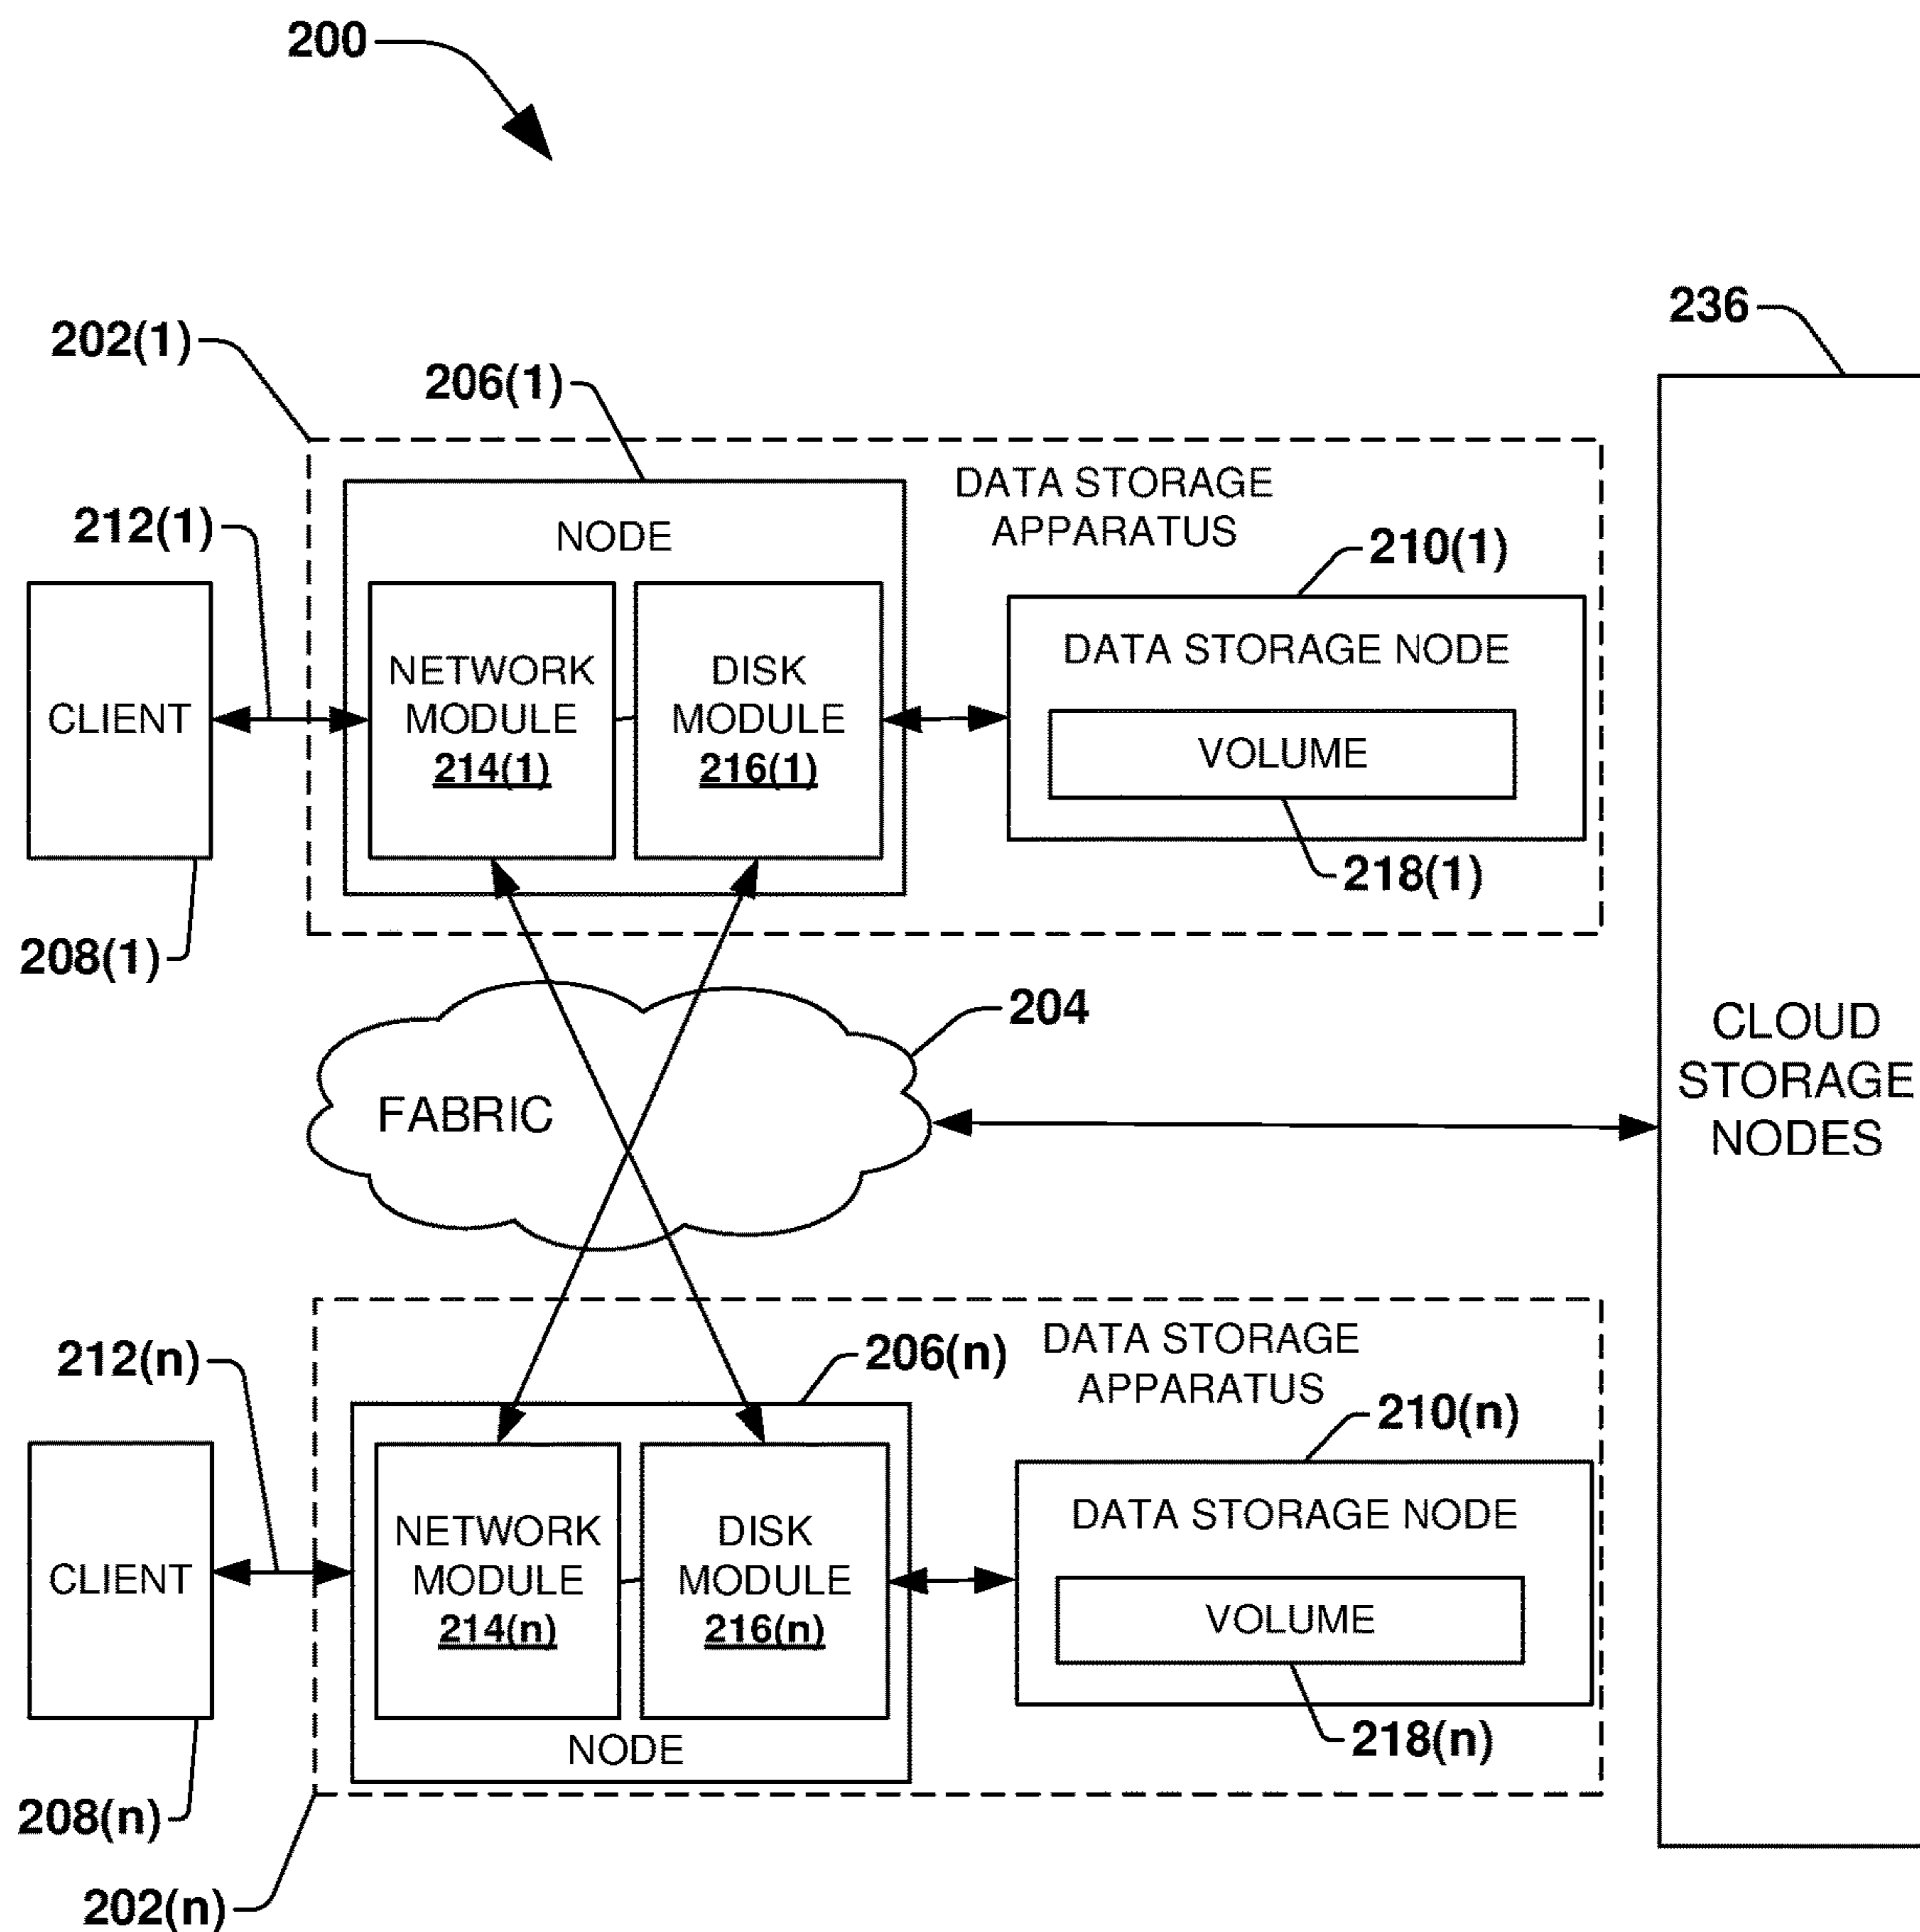 200
236
202(1)
206(1)
DATA STORAGE
APPARATUS
212(1)
NODE
210(1)
CLIENT
NETWORK
MODULE
214(1)
DISK
MODULE
216(1)
DATA STORAGE NODE
VOLUME
218(1)
208(1)
204
FABRIC
CLOUD
STORAGE
NODES
212(n)
206(n)
DATA STORAGE
APPARATUS
210(n)
CLIENT
NETWORK
MODULE
214(n)
DISK
MODULE
216(n)
DATA STORAGE NODE
VOLUME
NODE
218(n)
208(n)
202(n)